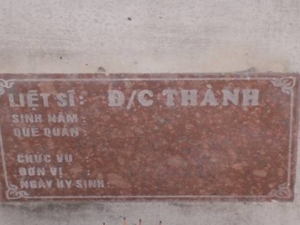 LIỆT SĨ : Đ/C THÀNH
SINH NĂM :
QUÊ QUÁN :
CHỨC VỤ :
ĐƠN VỊ :
NGÀY HY SINH :